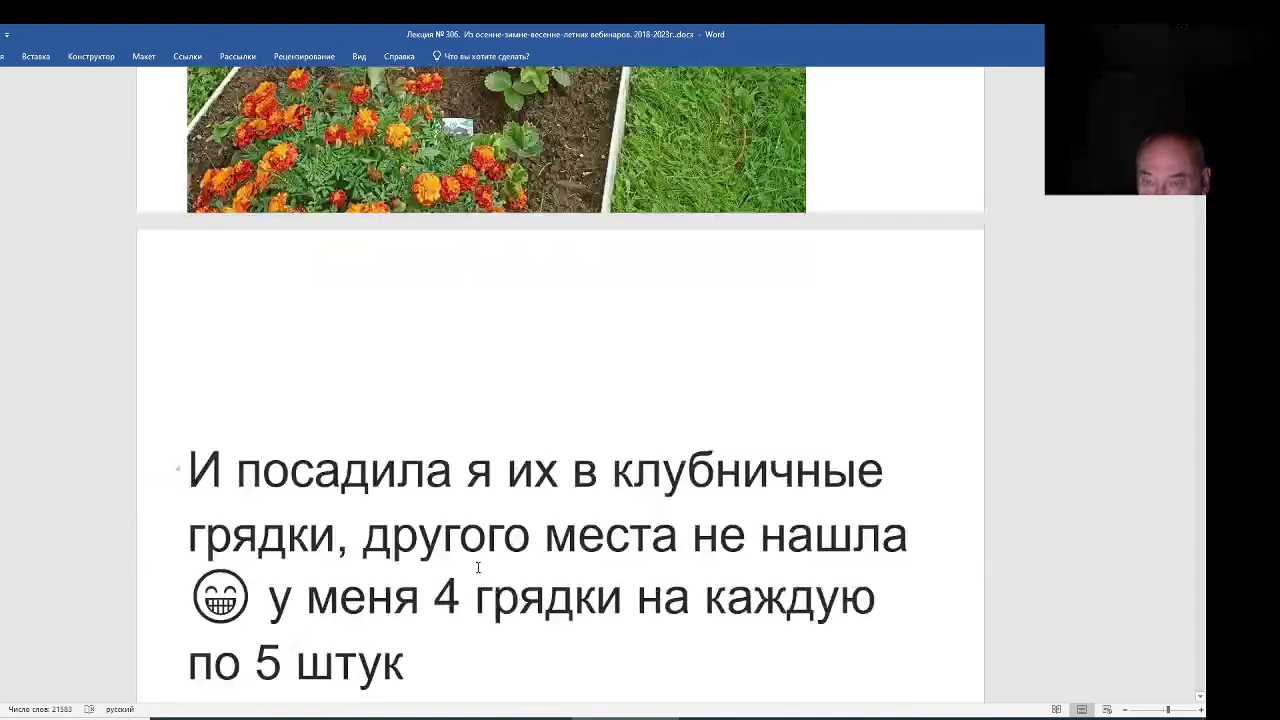 Лекция № 306. Из осенне-зимне-весенне-летних вебинаров. 2018-2023г..docx - Word
я Вставка Конструктор Макет Ссылки Рассылки Рецензирование Вид Справка Что вы хотите сделать?
И посадила я их в клубничные
грядки, другого места не нашла
😁 у меня 4 грядки на каждую
по 5 штук
Число слов: 21583 русский